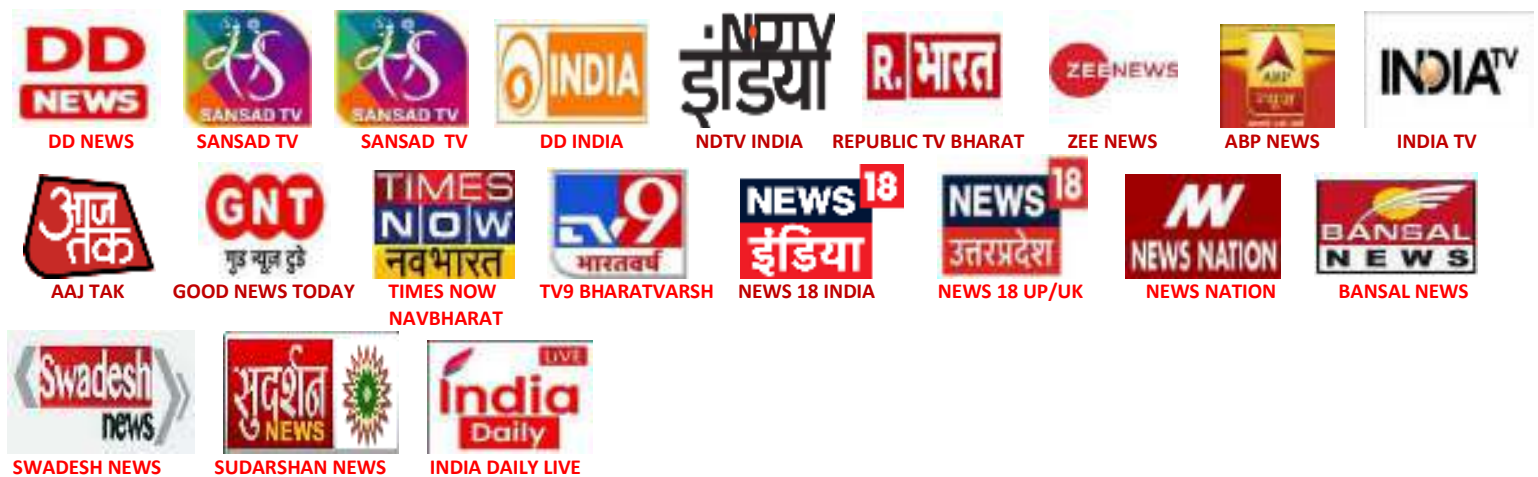 DD
NEWS
SANSAD TV
SANSAD TV
INDIA
NDTV
इंडिया
R. भारत
ZEE NEWS
ABP
न्यूज़
INDIA TV
DD NEWS SANSAD TV SANSAD TV DD INDIA NDTV INDIA REPUBLIC TV BHARAT ZEE NEWS ABP NEWS INDIA TV
आज
तक
GNT
गुड न्यूज़ टुडे
TIMES
NOW
नवभारत
TV9
भारतवर्ष
NEWS 18
इंडिया
NEWS 18
उत्तरप्रदेश
NEWS NATION
BANSAL
NEWS
AAJ TAK GOOD NEWS TODAY TIMES NOW TV9 BHARATVARSH NEWS 18 INDIA NEWS 18 UP/UK NEWS NATION BANSAL NEWS
NAVBHARAT
Swadesh
news
सुदर्शन
NEWS
LIVE
India
Daily
SWADESH NEWS SUDARSHAN NEWS INDIA DAILY LIVE